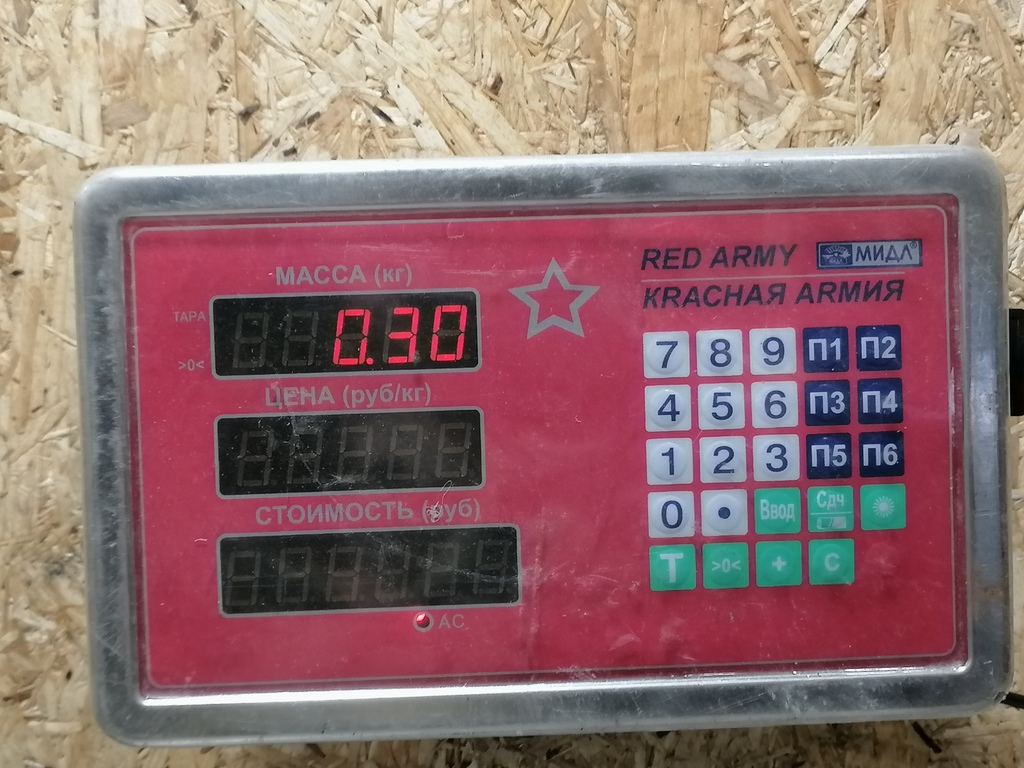 RED ARMY МИДЛ®
КRАСНАЯ АRМИЯ
МАССА (кг)
ТАРА
0.30
>0<
ЦЕНА (руб/кг)
СТОИМОСТЬ (руб)
АС
7 8 9 П1 П2
4 5 6 П3 П4
1 2 3 П5 П6
0 • Ввод Сдч
Т >0< + С